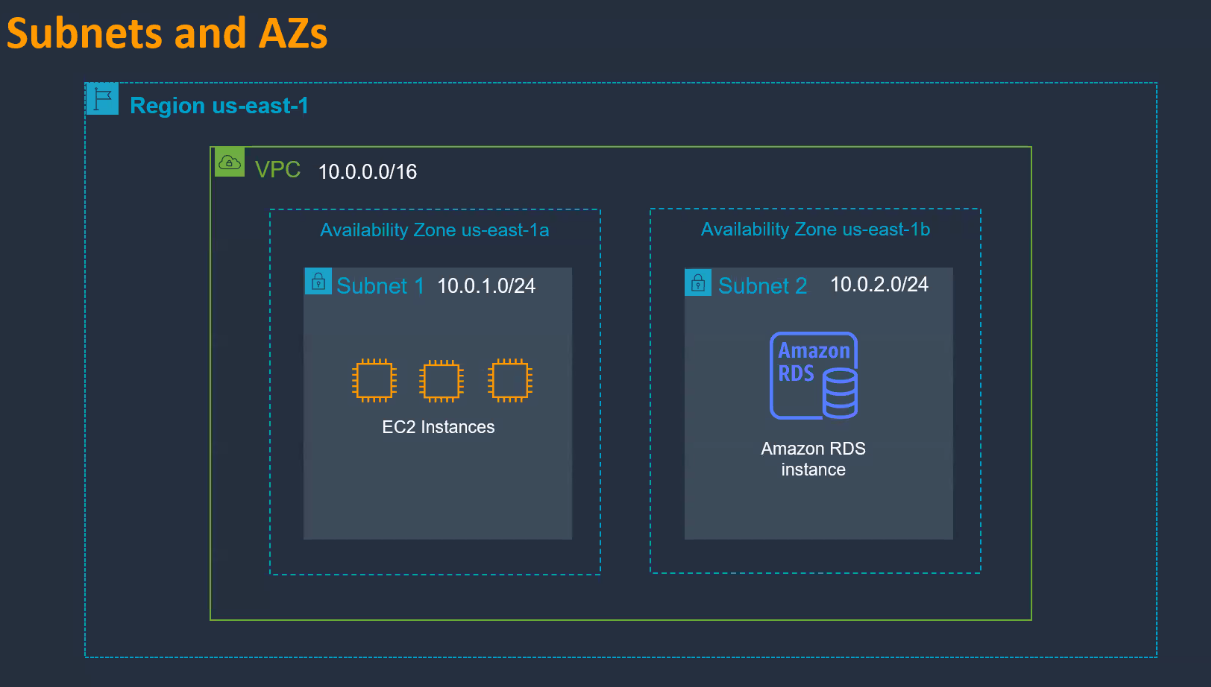 Subnets and AZs
Region us-east-1
VPC 10.0.0.0/16
Availability Zone us-east-1a
Subnet 1 10.0.1.0/24
EC2 Instances
Availability Zone us-east-1b
Subnet 2 10.0.2.0/24
Amazon
RDS
Amazon RDS
instance